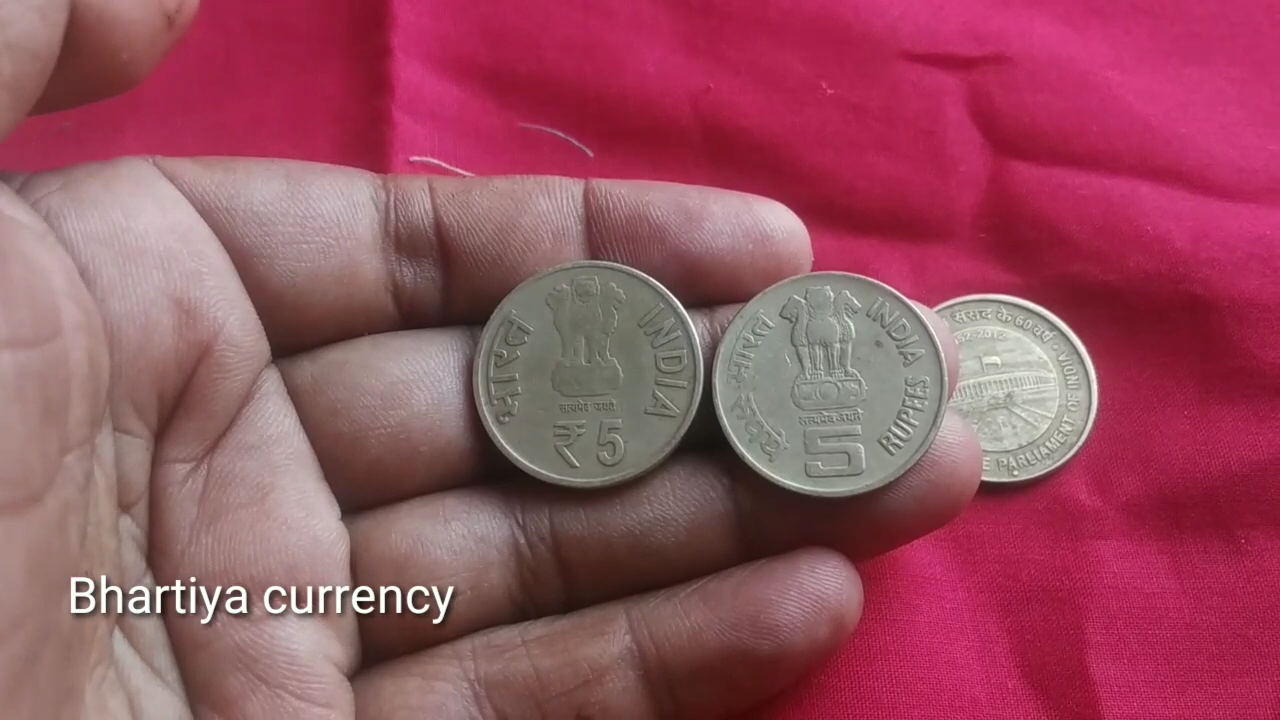 भारत
INDIA
सत्यमेव जयते
₹ 5
भारत
INDIA
रुपये
RUPEES
सत्यमेव जयते
5
संसद के 60 वर्ष
PARLIAMENT OF INDIA
Bhartiya currency